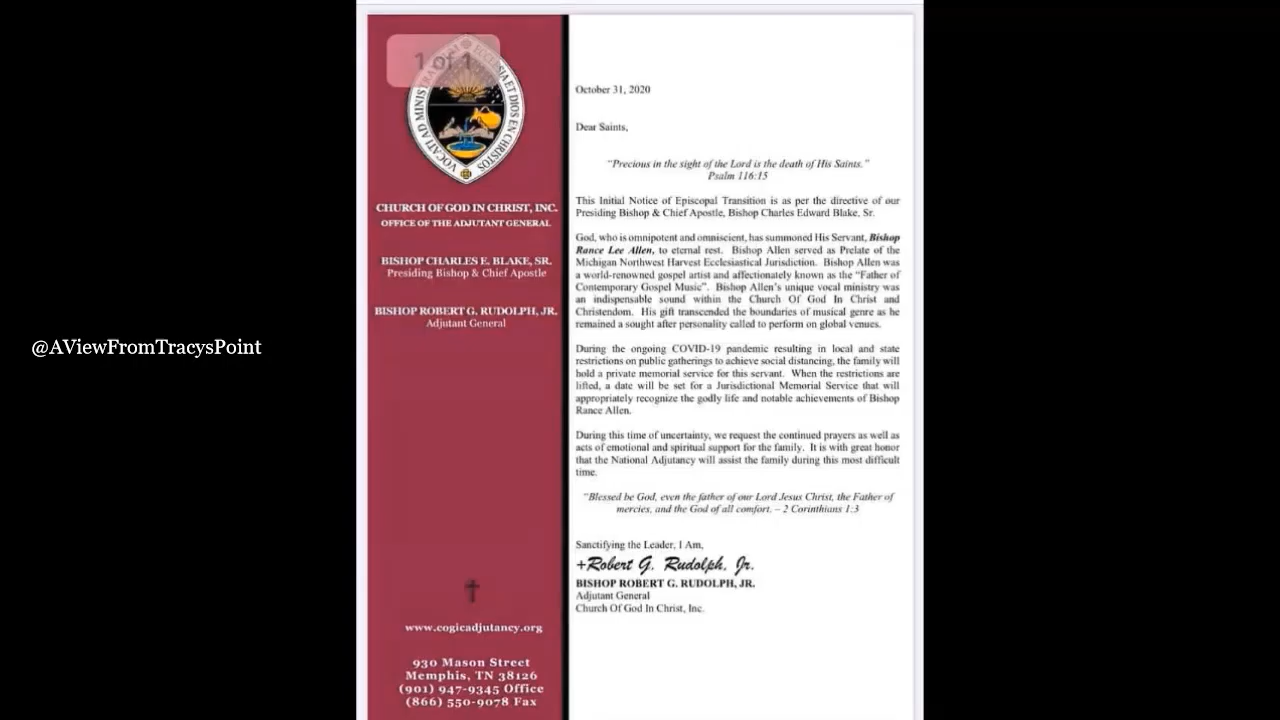 1 of 1
VOCATI AD MINISTRA
ECCLESIA ET DIOS EN CHRISTOS
CHURCH OF GOD IN CHRIST, INC.
OFFICE OF THE ADJUTANT GENERAL
BISHOP CHARLES E. BLAKE, SR.
Presiding Bishop & Chief Apostle
BISHOP ROBERT G. RUDOLPH, JR.
Adjutant General
@AViewFromTracysPoint
www.cogicadjutancy.org
930 Mason Street
Memphis, TN 38126
(901) 947-9345 Office
(866) 550-9078 Fax
October 31, 2020
Dear Saints,
“Precious in the sight of the Lord is the death of His Saints.”
Psalm 116:15
This Initial Notice of Episcopal Transition is as per the directive of our
Presiding Bishop & Chief Apostle, Bishop Charles Edward Blake, Sr.
God, who is omnipotent and omniscient, has summoned His Servant, Bishop
Rance Lee Allen, to eternal rest. Bishop Allen served as Prelate of the
Michigan Northwest Harvest Ecclesiastical Jurisdiction. Bishop Allen was
a world-renowned gospel artist and affectionately known as the “Father of
Contemporary Gospel Music”. Bishop Allen’s unique vocal ministry was
an indispensable sound within the Church Of God In Christ and
Christendom. His gift transcended the boundaries of musical genre as he
remained a sought after personality called to perform on global venues.
During the ongoing COVID-19 pandemic resulting in local and state
restrictions on public gatherings to achieve social distancing, the family will
hold a private memorial service for this servant. When the restrictions are
lifted, a date will be set for a Jurisdictional Memorial Service that will
appropriately recognize the godly life and notable achievements of Bishop
Rance Allen.
During this time of uncertainty, we request the continued prayers as well as
acts of emotional and spiritual support for the family. It is with great honor
that the National Adjutancy will assist the family during this most difficult
time.
“Blessed be God, even the father of our Lord Jesus Christ, the Father of
mercies, and the God of all comfort. – 2 Corinthians 1:3
Sanctifying the Leader, I Am,
+Robert G. Rudolph, Jr.
BISHOP ROBERT G. RUDOLPH, JR.
Adjutant General
Church Of God In Christ, Inc.